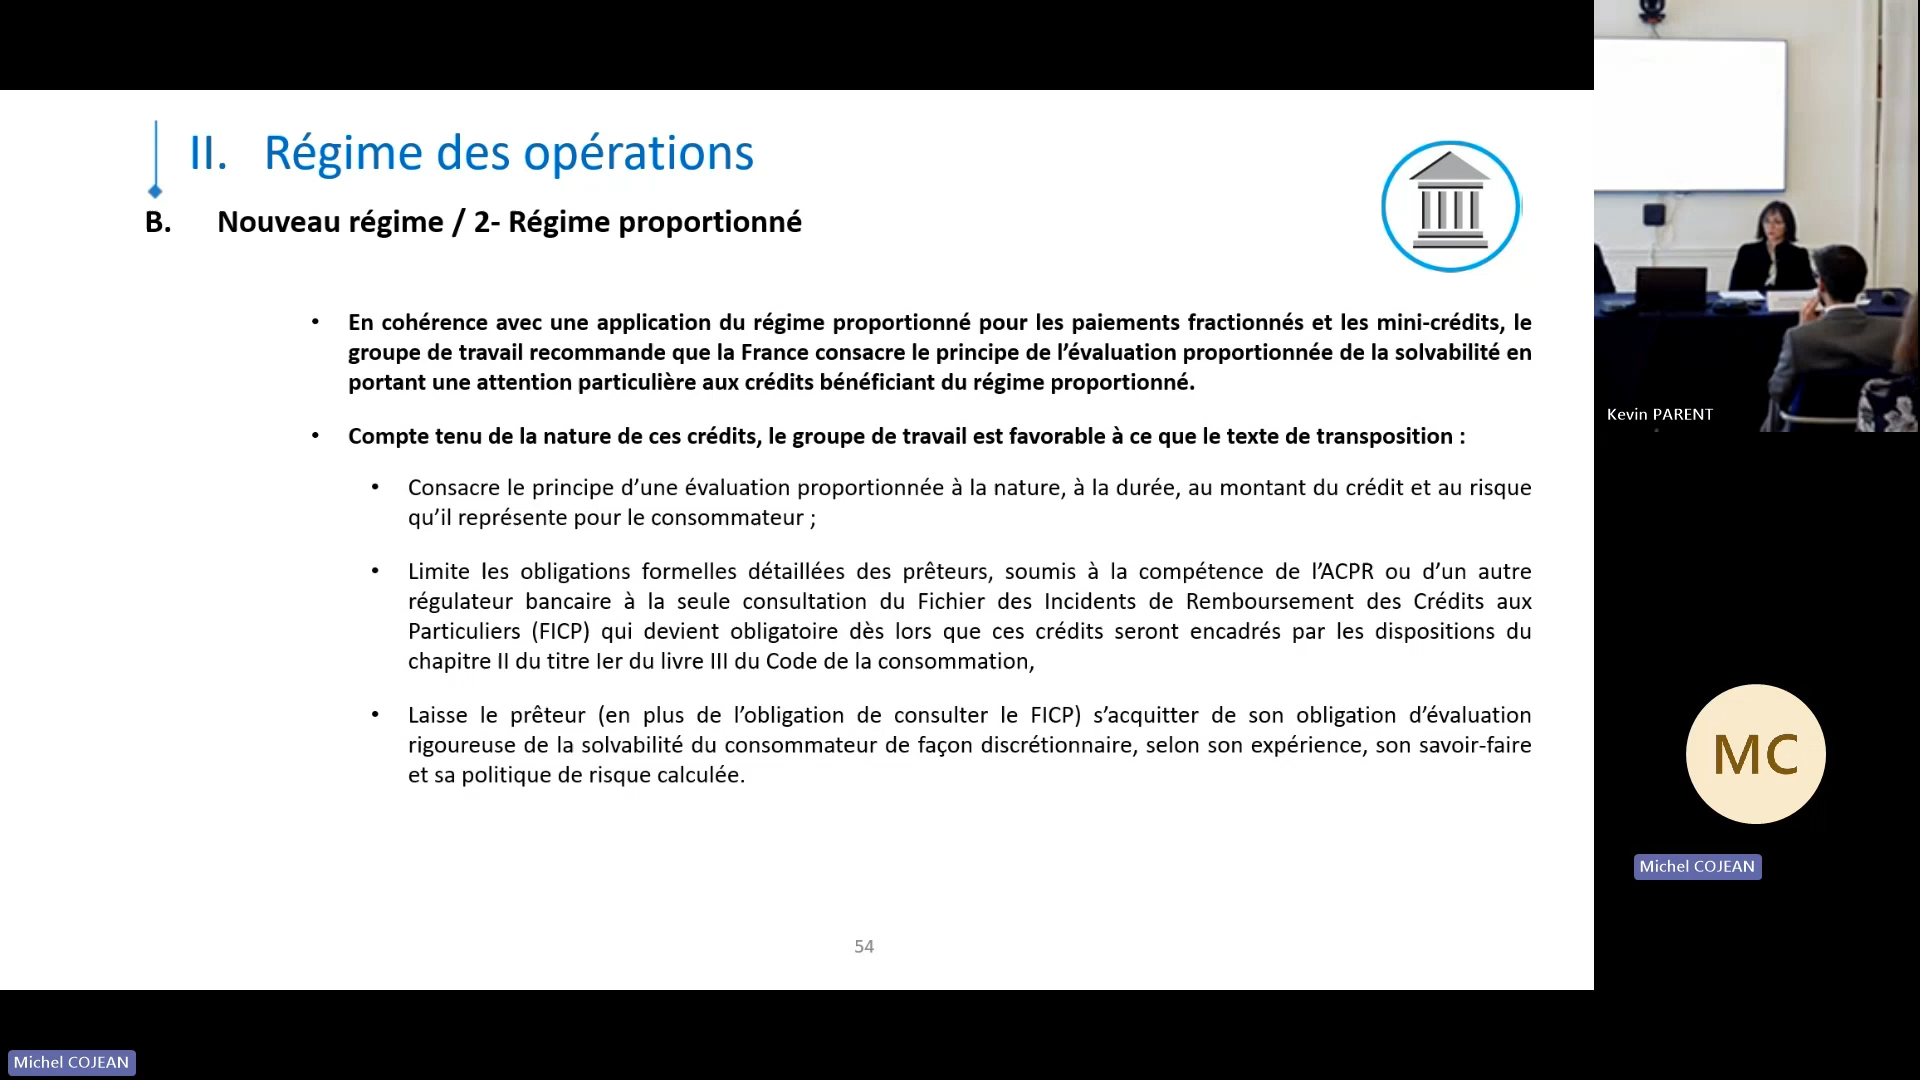 II. Régime des opérations
B. Nouveau régime / 2- Régime proportionné
• En cohérence avec une application du régime proportionné pour les paiements fractionnés et les mini-crédits, le
groupe de travail recommande que la France consacre le principe de l’évaluation proportionnée de la solvabilité en
portant une attention particulière aux crédits bénéficiant du régime proportionné.
• Compte tenu de la nature de ces crédits, le groupe de travail est favorable à ce que le texte de transposition :
• Consacre le principe d’une évaluation proportionnée à la nature, à la durée, au montant du crédit et au risque
qu’il représente pour le consommateur ;
• Limite les obligations formelles détaillées des prêteurs, soumis à la compétence de l’ACPR ou d’un autre
régulateur bancaire à la seule consultation du Fichier des Incidents de Remboursement des Crédits aux
Particuliers (FICP) qui devient obligatoire dès lors que ces crédits seront encadrés par les dispositions du
chapitre II du titre Ier du livre III du Code de la consommation,
• Laisse le prêteur (en plus de l’obligation de consulter le FICP) s’acquitter de son obligation d’évaluation
rigoureuse de la solvabilité du consommateur de façon discrétionnaire, selon son expérience, son savoir-faire
et sa politique de risque calculée.
54
Kevin PARENT
MC
Michel COJEAN
Michel COJEAN